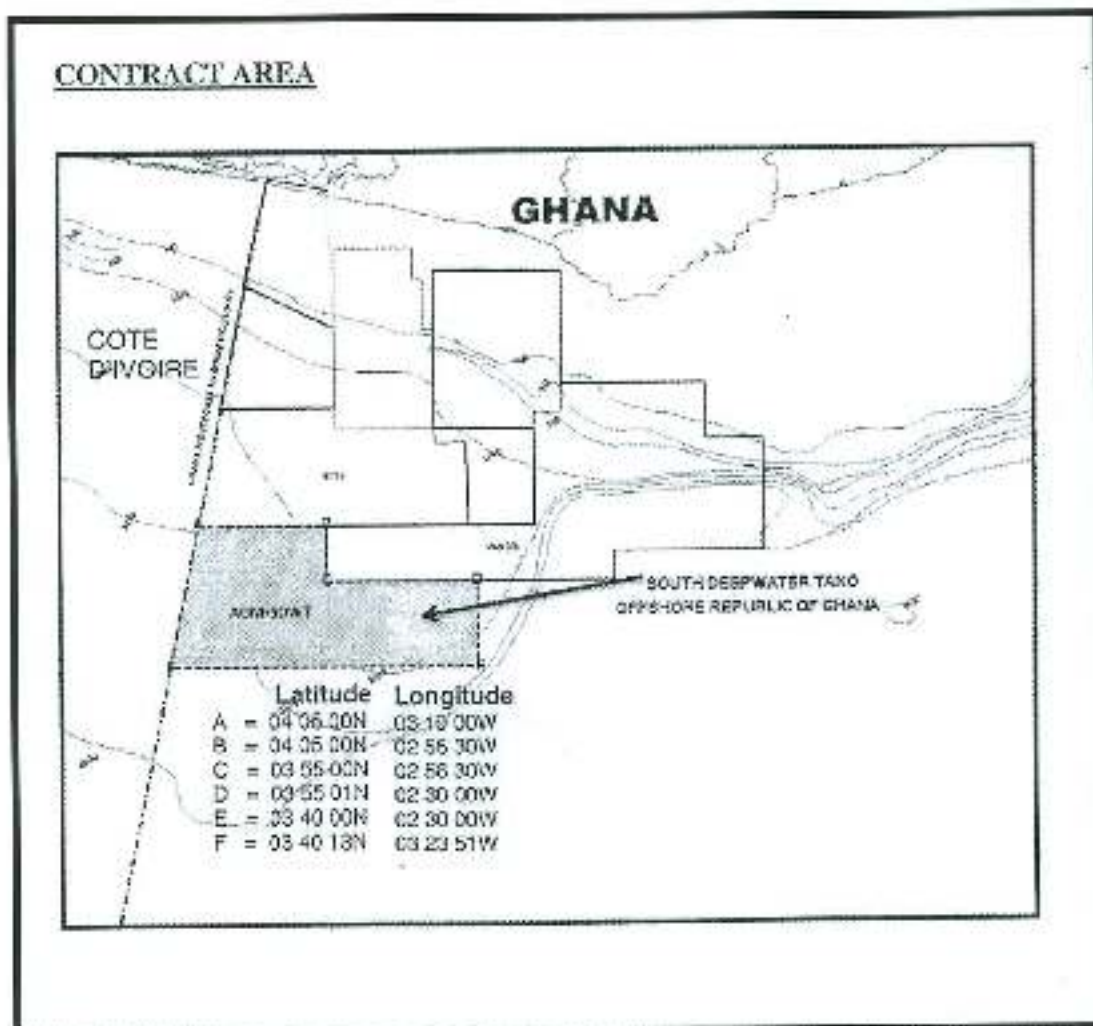 CONTRACT AREA
GHANA
COTE
D'IVOIRE
SOUTH DEEPWATER TANO
OFFSHORE REPUBLIC OF GHANA
Latitude Longitude
A = 04 06 00N 03 19 00W
B = 04 05 00N 02 56 30W
C = 03 55 00N 02 56 30W
D = 03 55 01N 02 30 00W
E = 03 40 00N 02 30 00W
F = 03 40 13N 03 23 51W